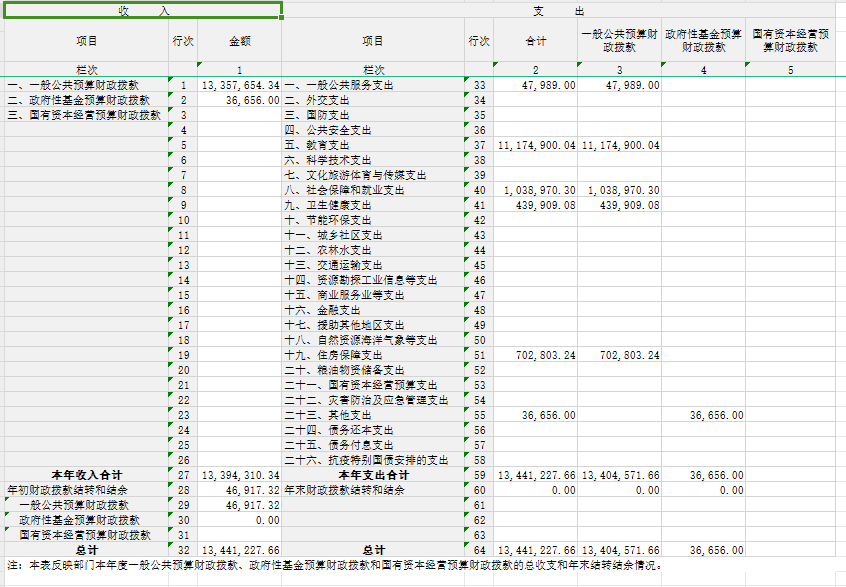 收 入 支 出
项目 行次 金额 项目 行次 合计 一般公共预算财政拨款 政府性基金预算财政拨款 国有资本经营预算财政拨款
栏次 1 栏次 2 3 4 5
一、一般公共预算财政拨款 1 13,357,654.34 一、一般公共服务支出 33 47,989.00 47,989.00
二、政府性基金预算财政拨款 2 36,656.00 二、外交支出 34
三、国有资本经营预算财政拨款 3 三、国防支出 35
4 四、公共安全支出 36
5 五、教育支出 37 11,174,900.04 11,174,900.04
6 六、科学技术支出 38
7 七、文化旅游体育与传媒支出 39
8 八、社会保障和就业支出 40 1,038,970.30 1,038,970.30
9 九、卫生健康支出 41 439,909.08 439,909.08
10 十、节能环保支出 42
11 十一、城乡社区支出 43
12 十二、农林水支出 44
13 十三、交通运输支出 45
14 十四、资源勘探工业信息等支出 46
15 十五、商业服务业等支出 47
16 十六、金融支出 48
17 十七、援助其他地区支出 49
18 十八、自然资源海洋气象等支出 50
19 十九、住房保障支出 51 702,803.24 702,803.24
20 二十、粮油物资储备支出 52
21 二十一、国有资本经营预算支出 53
22 二十二、灾害防治及应急管理支出 54
23 二十三、其他支出 55 36,656.00 36,656.00
24 二十四、债务还本支出 56
25 二十五、债务付息支出 57
26 二十六、抗疫特别国债安排的支出 58
本年收入合计 27 13,394,310.34 本年支出合计 59 13,441,227.66 13,404,571.66 36,656.00
年初财政拨款结转和结余 28 46,917.32 年末财政拨款结转和结余 60 0.00 0.00 0.00
一般公共预算财政拨款 29 46,917.32 61
政府性基金预算财政拨款 30 0.00 62
国有资本经营预算财政拨款 31 63
总计 32 13,441,227.66 总计 64 13,441,227.66 13,404,571.66 36,656.00
注：本表反映部门本年度一般公共预算财政拨款、政府性基金预算财政拨款和国有资本经营预算财政拨款的总收支和年末结转结余情况。